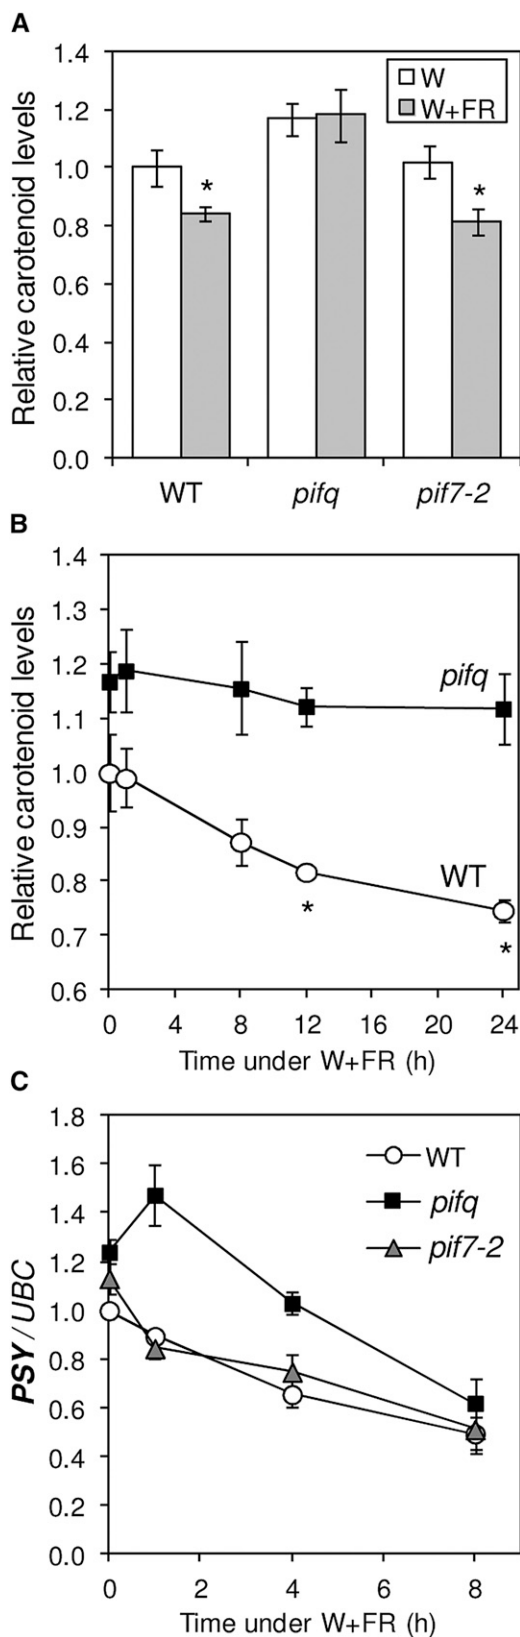 A
Relative carotenoid levels
1.4
1.2
1.0
0.8
0.6
0.4
0.2
0.0
W
W+FR
*
*
WT pifq pif7-2
B
Relative carotenoid levels
1.4
1.3
1.2
1.1
1.0
0.9
0.8
0.7
0.6
pifq
WT
*
*
0 4 8 12 16 20 24
Time under W+FR (h)
C
PSY/UBC
1.8
1.6
1.4
1.2
1.0
0.8
0.6
0.4
0.2
0.0
WT
pifq
pif7-2
0 2 4 6 8
Time under W+FR (h)